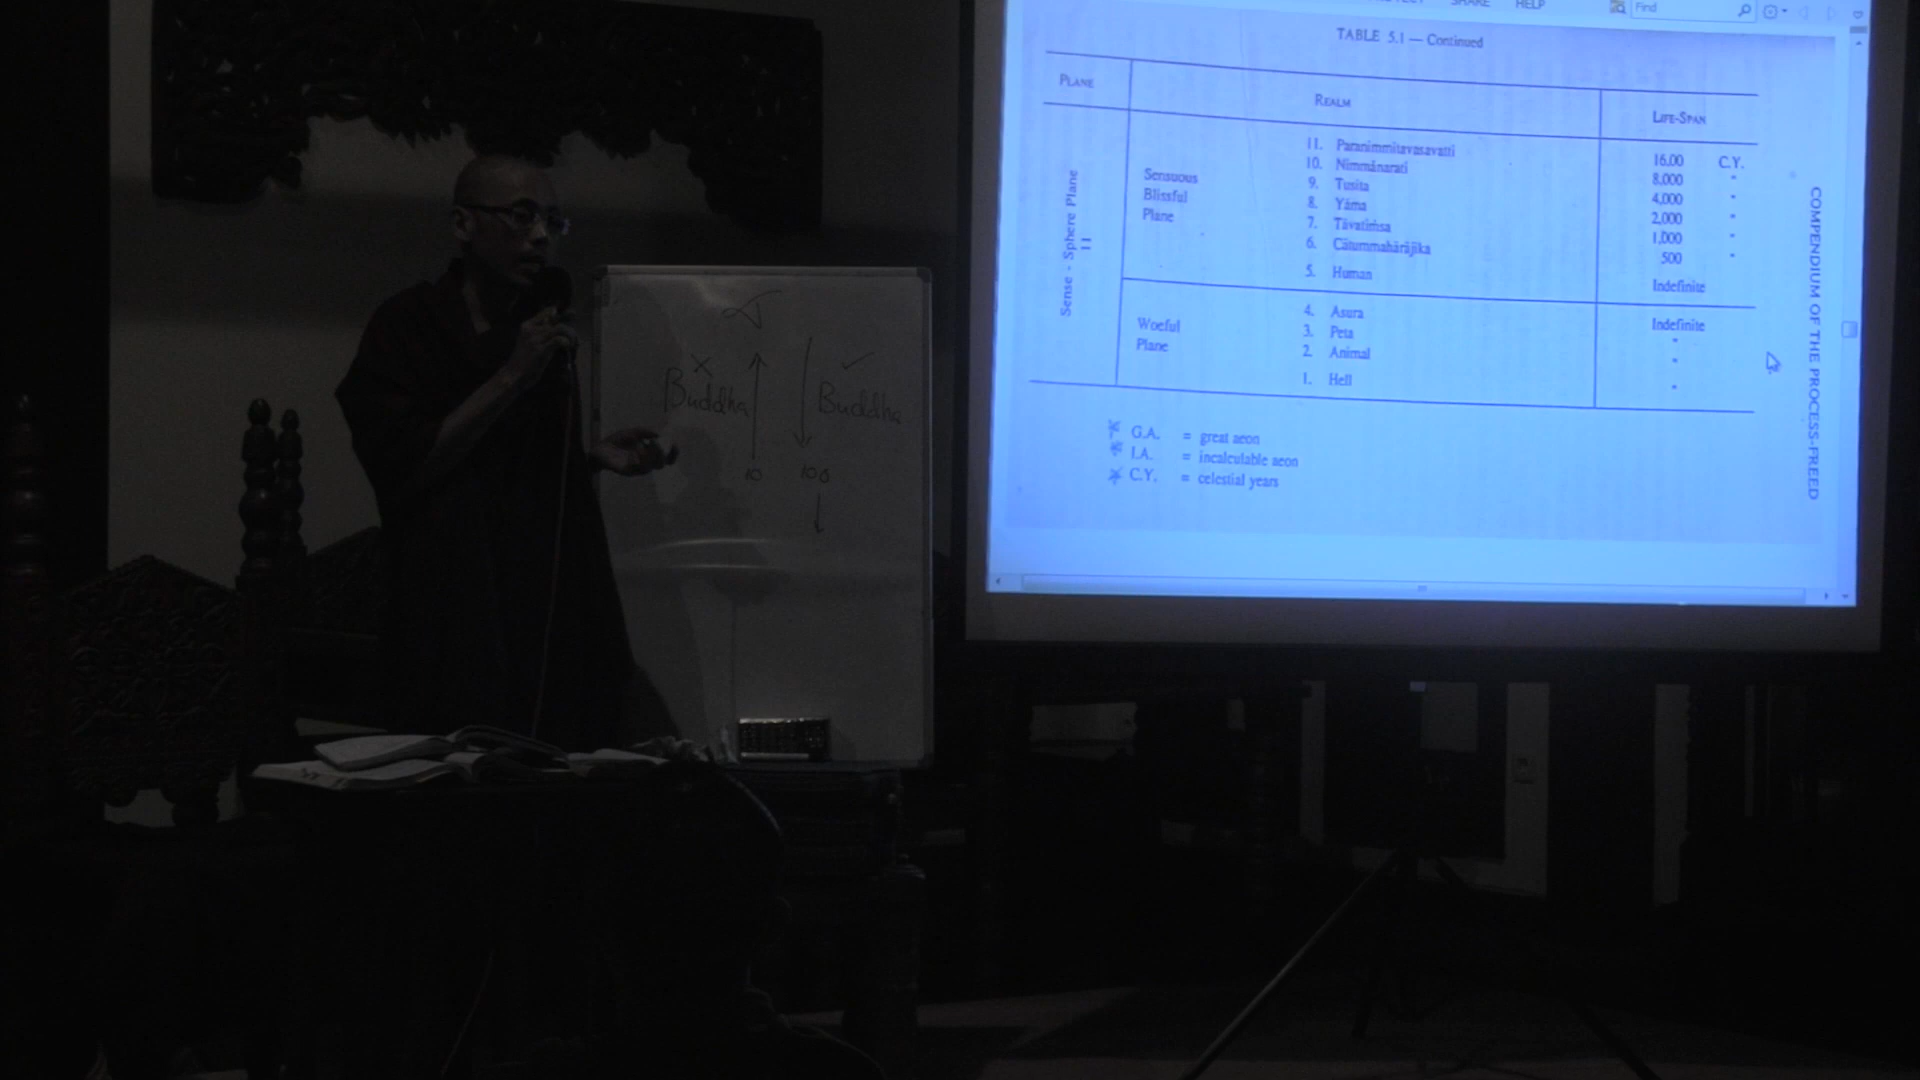 SHARE HELP Find
TABLE 5.1 — Continued
PLANE REALM LIFE-SPAN
Sense - Sphere Plane
11
Sensuous
Blissful
Plane
11. Paranimmitavasavatti 16,00 C.Y.
10. Nimmānarati 8,000 "
9. Tusita 4,000 "
8. Yāma 2,000 "
7. Tāvatiṁsa 1,000 "
6. Cātummahārājika 500 "
5. Human Indefinite
Woeful
Plane
4. Asura Indefinite
3. Peta "
2. Animal "
1. Hell "
* G.A. = great aeon
* I.A. = incalculable aeon
* C.Y. = celestial years
COMPENDIUM OF THE PROCESS-FREED
Buddha Buddha
10 100